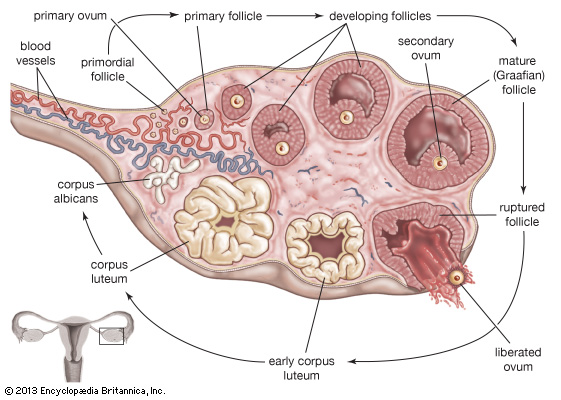 primary ovum
primary follicle
developing follicles
blood
vessels
primordial
follicle
secondary
ovum
mature
(Graafian)
follicle
corpus
albicans
ruptured
follicle
corpus
luteum
early corpus
luteum
liberated
ovum
© 2013 Encyclopædia Britannica, Inc.